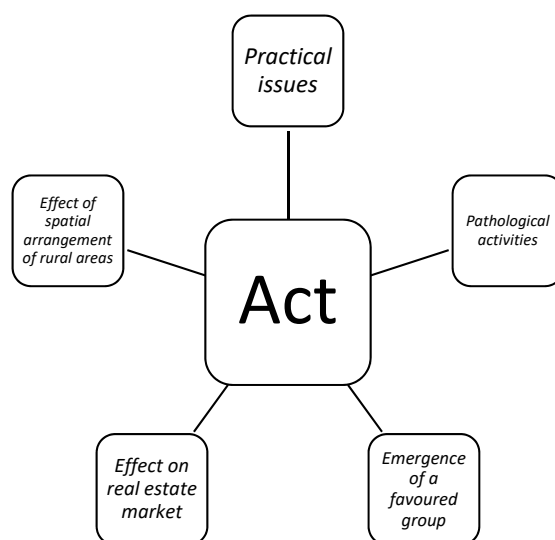 Practical
issues
Effect of
spatial
arrangement
of rural areas
Pathological
activities
Act
Effect on
real estate
market
Emergence
of a
favoured
group